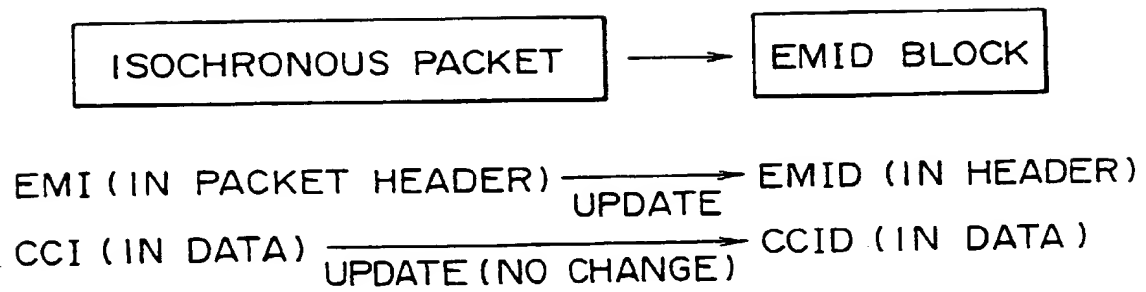 ISOCHRONOUS PACKET → EMID BLOCK
EMI (IN PACKET HEADER) → EMID (IN HEADER)
UPDATE
CCI (IN DATA) → CCID (IN DATA)
UPDATE (NO CHANGE)